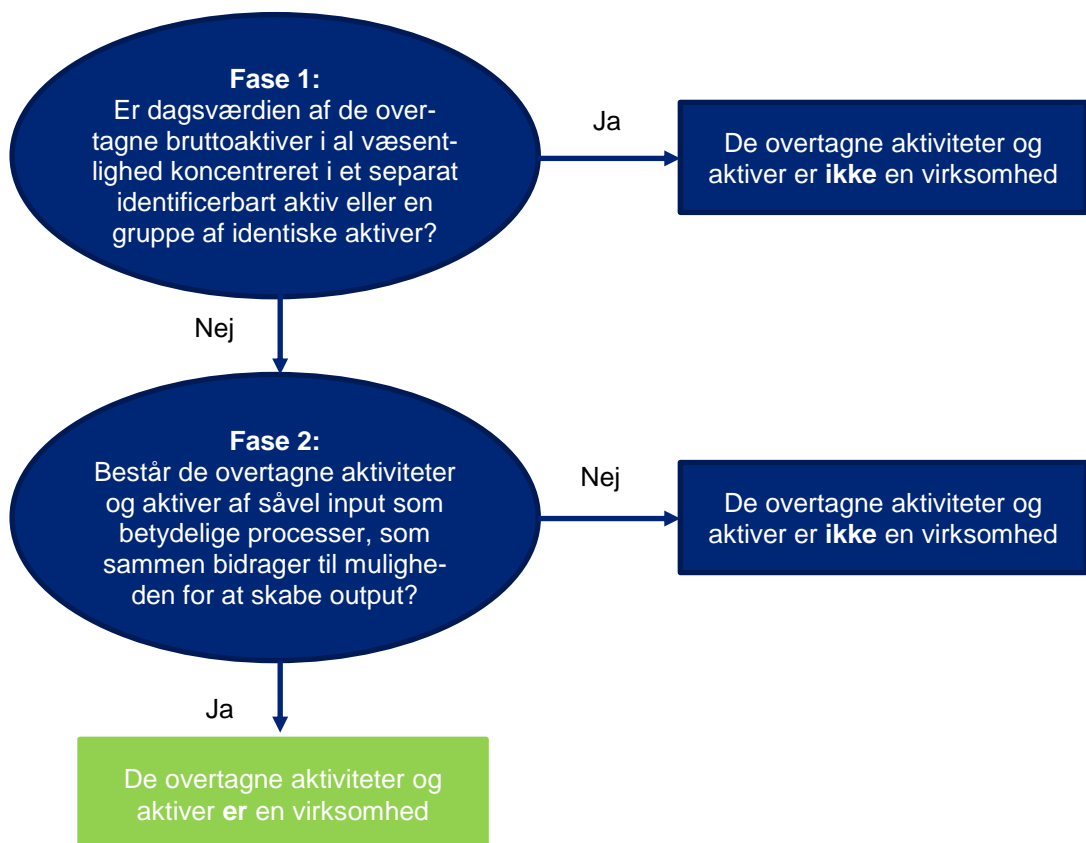 Fase 1:
Er dagsværdien af de over-
tagne bruttoaktiver i al væsent-
lighed koncentreret i et separat
identificerbart aktiv eller en
gruppe af identiske aktiver?
Ja
De overtagne aktiviteter og
aktiver er ikke en virksomhed
Nej
Fase 2:
Består de overtagne aktiviteter
og aktiver af såvel input som
betydelige processer, som
sammen bidrager til mulighe-
den for at skabe output?
Nej
De overtagne aktiviteter og
aktiver er ikke en virksomhed
Ja
De overtagne aktiviteter og
aktiver er en virksomhed